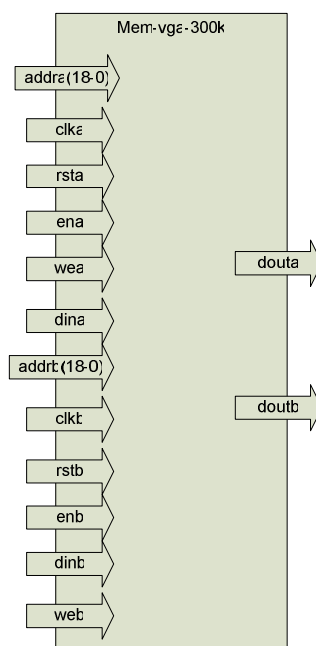 Mem-vga-300k
addra(18-0)
clka
rsta
ena
wea
douta
dina
addrb(18-0)
clkb
doutb
rstb
enb
dinb
web